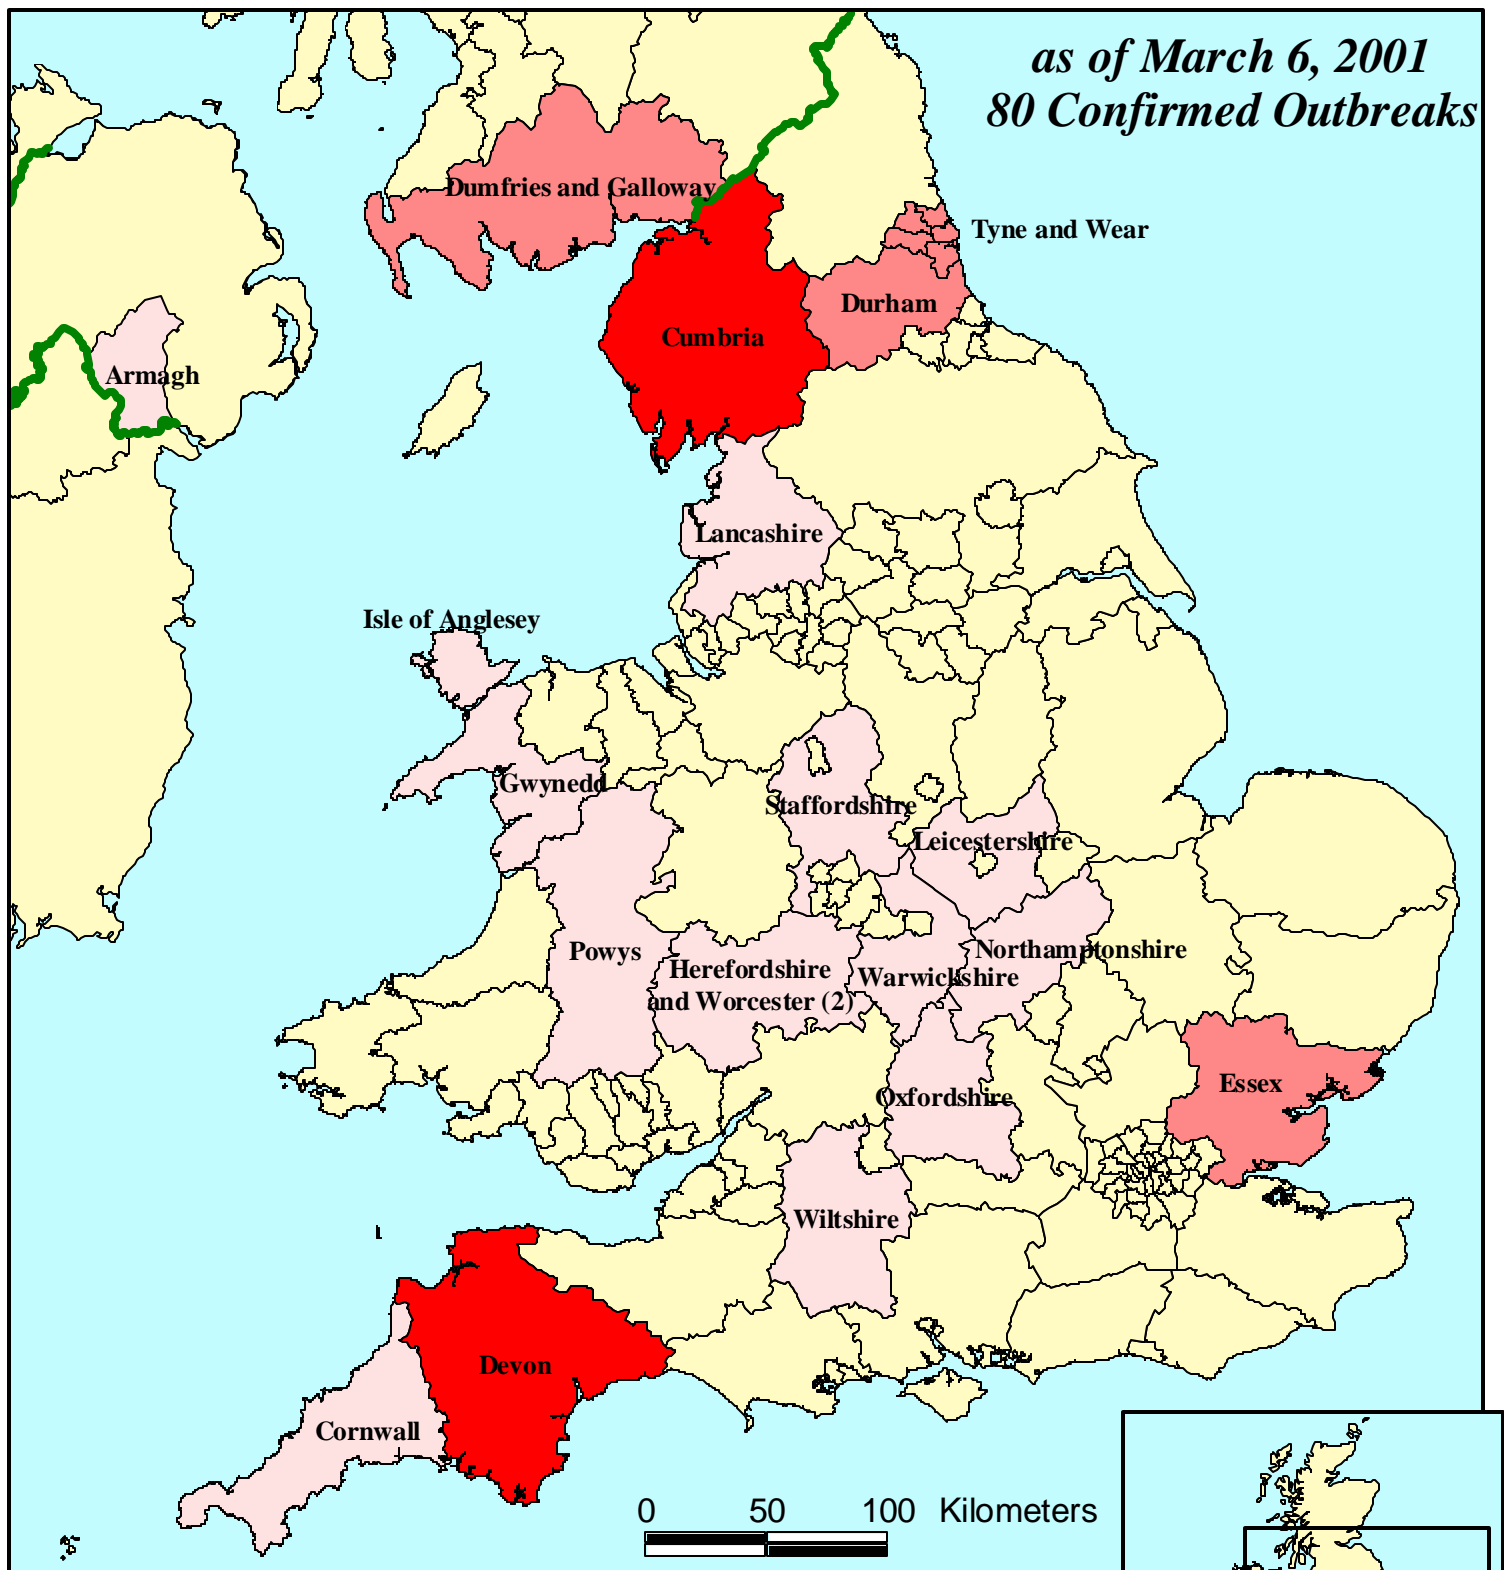 as of March 6, 2001
80 Confirmed Outbreaks
Dumfries and Galloway
Tyne and Wear
Durham
Cumbria
Armagh
Lancashire
Isle of Anglesey
Gwynedd
Staffordshire
Leicestershire
Powys
Northamptonshire
Herefordshire
and Worcester (2)
Warwickshire
Essex
Oxfordshire
Wiltshire
Devon
Cornwall
0 50 100 Kilometers